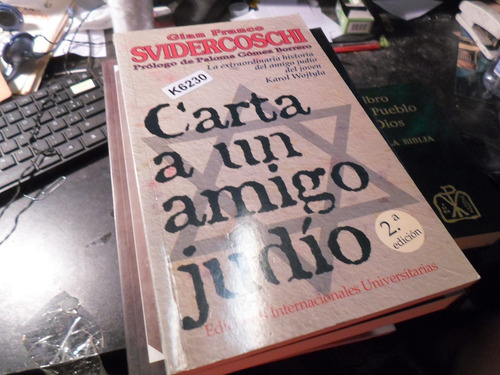 Gian Franco
SVIDERCOSCHI
Prólogo de Paloma Gómez Borrero
La extraordinaria historia
del amigo judío
del joven
Karol Wojtyla
K6230
Carta
a un
amigo
judío
2.ª
edición
Internacionales Universitarias
Pueblo
Dios
LA BIBLIA